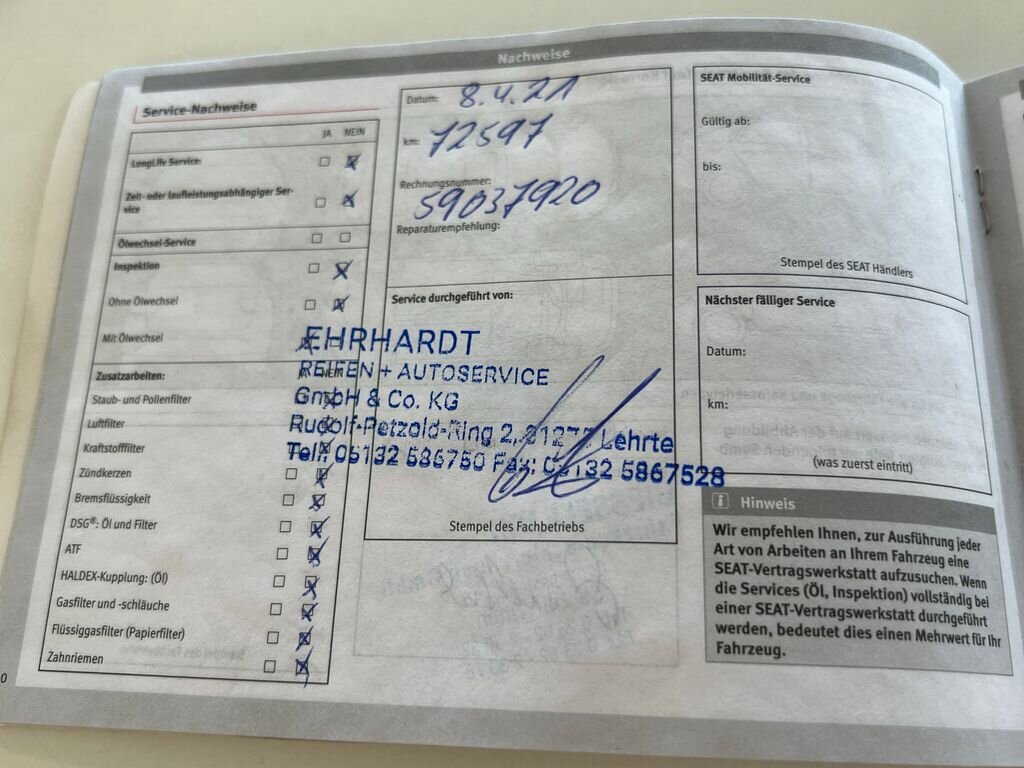 Nachweise
Service-Nachweise
JA NEIN
LongLife Service:
Zeit- oder laufleistungsabhängiger Ser-
vice
Ölwechsel-Service
Inspektion
Ohne Ölwechsel
Mit Ölwechsel
Zusatzarbeiten:
Staub- und Pollenfilter
Luftfilter
Kraftstofffilter
Zündkerzen
Bremsflüssigkeit
DSG®: Öl und Filter
ATF
HALDEX-Kupplung: (Öl)
Gasfilter und -schläuche
Flüssiggasfilter (Papierfilter)
Zahnriemen
Datum: 8.4.21
km: 72597
Rechnungsnummer:
59037920
Reparaturempfehlung:
Service durchgeführt von:
EHRHARDT
REIFEN + AUTOSERVICE
GmbH & Co. KG
Rudolf-Petzold-Ring 2, Lehrte
Tel.: 05132 586750 Fax: 05132 5867528
Stempel des Fachbetriebs
SEAT Mobilität-Service
Gültig ab:
bis:
Stempel des SEAT Händlers
Nächster fälliger Service
Datum:
km:
(was zuerst eintritt)
i Hinweis
Wir empfehlen Ihnen, zur Ausführung jeder
Art von Arbeiten an Ihrem Fahrzeug eine
SEAT-Vertragswerkstatt aufzusuchen. Wenn
die Services (Öl, Inspektion) vollständig bei
einer SEAT-Vertragswerkstatt durchgeführt
werden, bedeutet dies einen Mehrwert für Ihr
Fahrzeug.